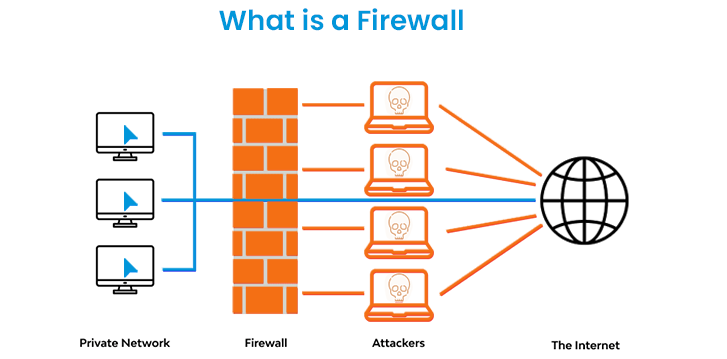 What is a Firewall
Private Network
Firewall
Attackers
The Internet